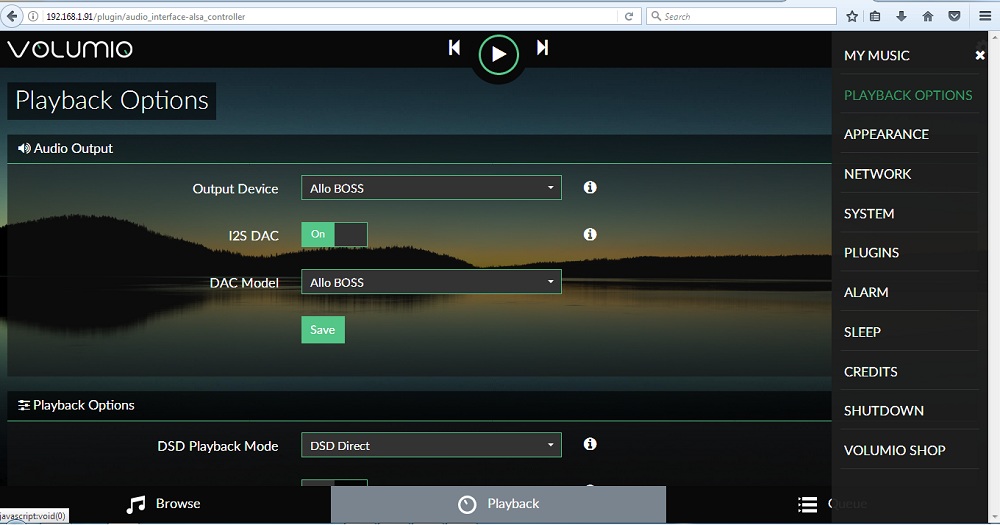 192.168.1.91/plugin/audio_interface-alsa_controller
Search
VOLUMIO
Playback Options
Audio Output
Output Device
Allo BOSS
I2S DAC
On
DAC Model
Allo BOSS
Save
Playback Options
DSD Playback Mode
DSD Direct
MY MUSIC
PLAYBACK OPTIONS
APPEARANCE
NETWORK
SYSTEM
PLUGINS
ALARM
SLEEP
CREDITS
SHUTDOWN
VOLUMIO SHOP
Browse
Playback
Queue
javascript:void(0)